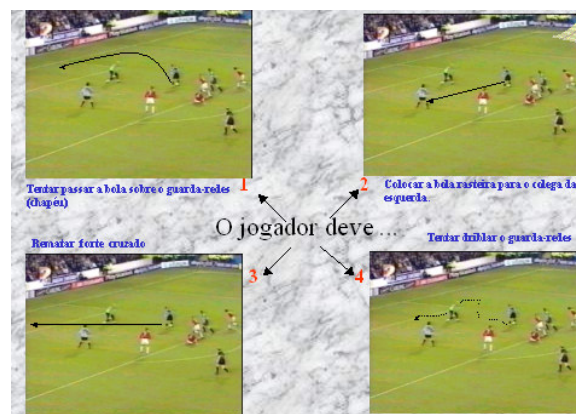 1
Tentar passar a bola sobre o guarda-redes
(chapéu)
2
Colocar a bola rasteira para o colega da
esquerda.
O jogador deve ...
Rematar forte cruzado
3
Tentar driblar o guarda-redes
4